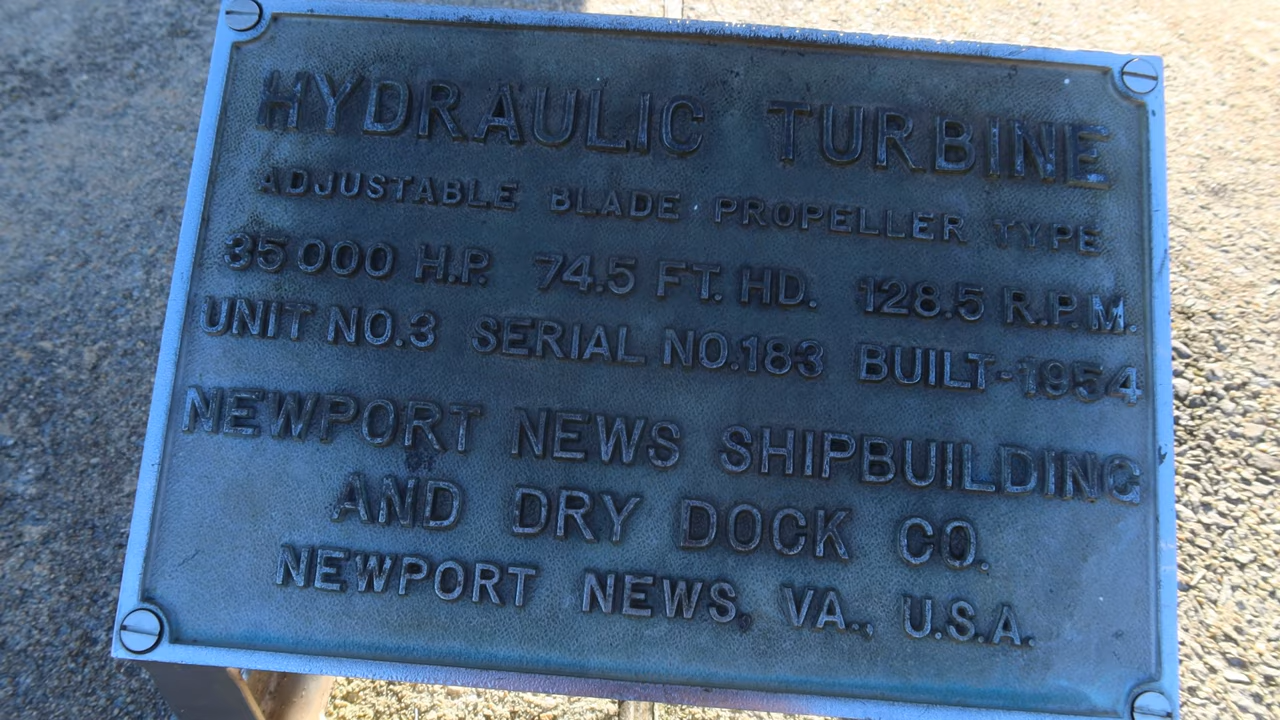 HYDRAULIC TURBINE
ADJUSTABLE BLADE PROPELLER TYPE
35000 H.P. 74.5 FT. HD. 128.5 R.P.M.
UNIT NO.3 SERIAL NO.183 BUILT-1954
NEWPORT NEWS SHIPBUILDING
AND DRY DOCK CO.
NEWPORT NEWS, VA., U.S.A.